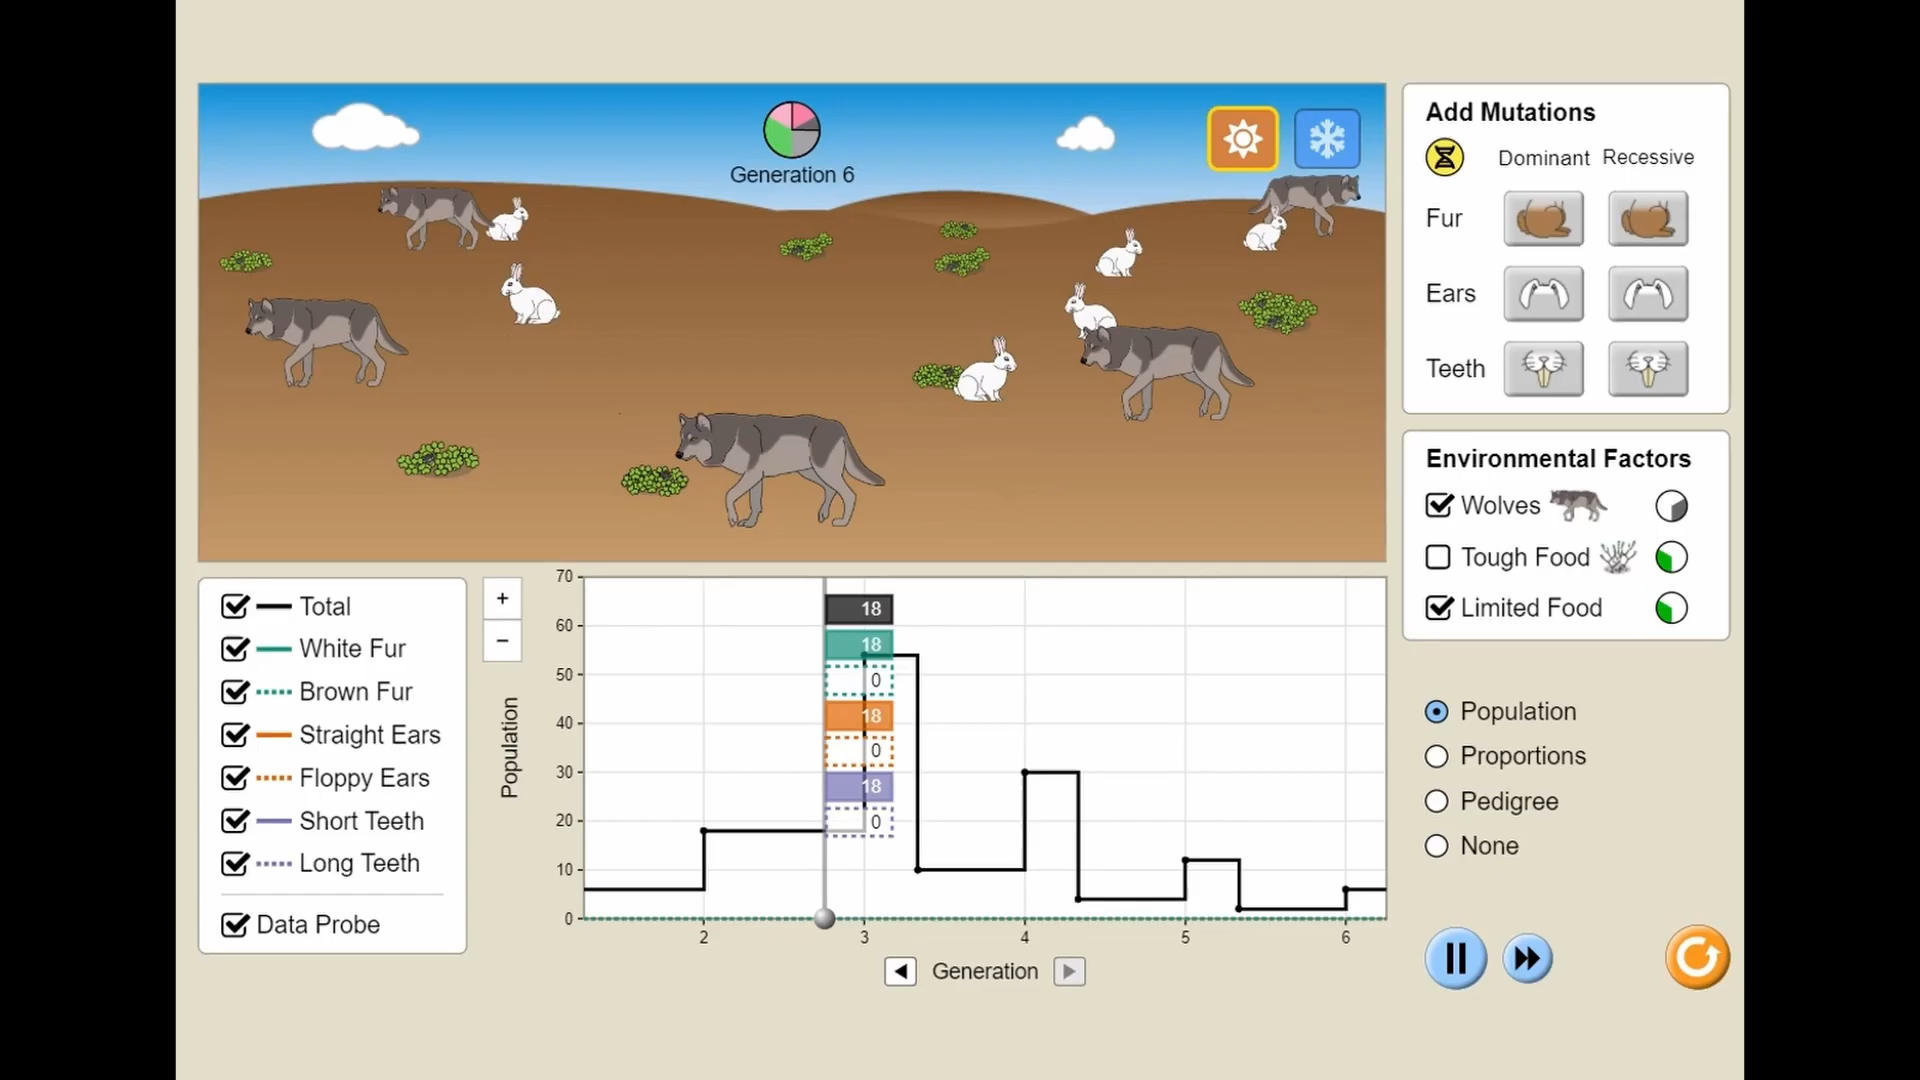 Generation 6
Add Mutations
Dominant Recessive
Fur
Ears
Teeth
Environmental Factors
Wolves
Tough Food
Limited Food
Total
White Fur
Brown Fur
Straight Ears
Floppy Ears
Short Teeth
Long Teeth
Data Probe
+
−
Population
70
60
50
40
30
20
10
0
18
18
0
18
0
18
0
2 3 4 5 6
Generation
Population
Proportions
Pedigree
None